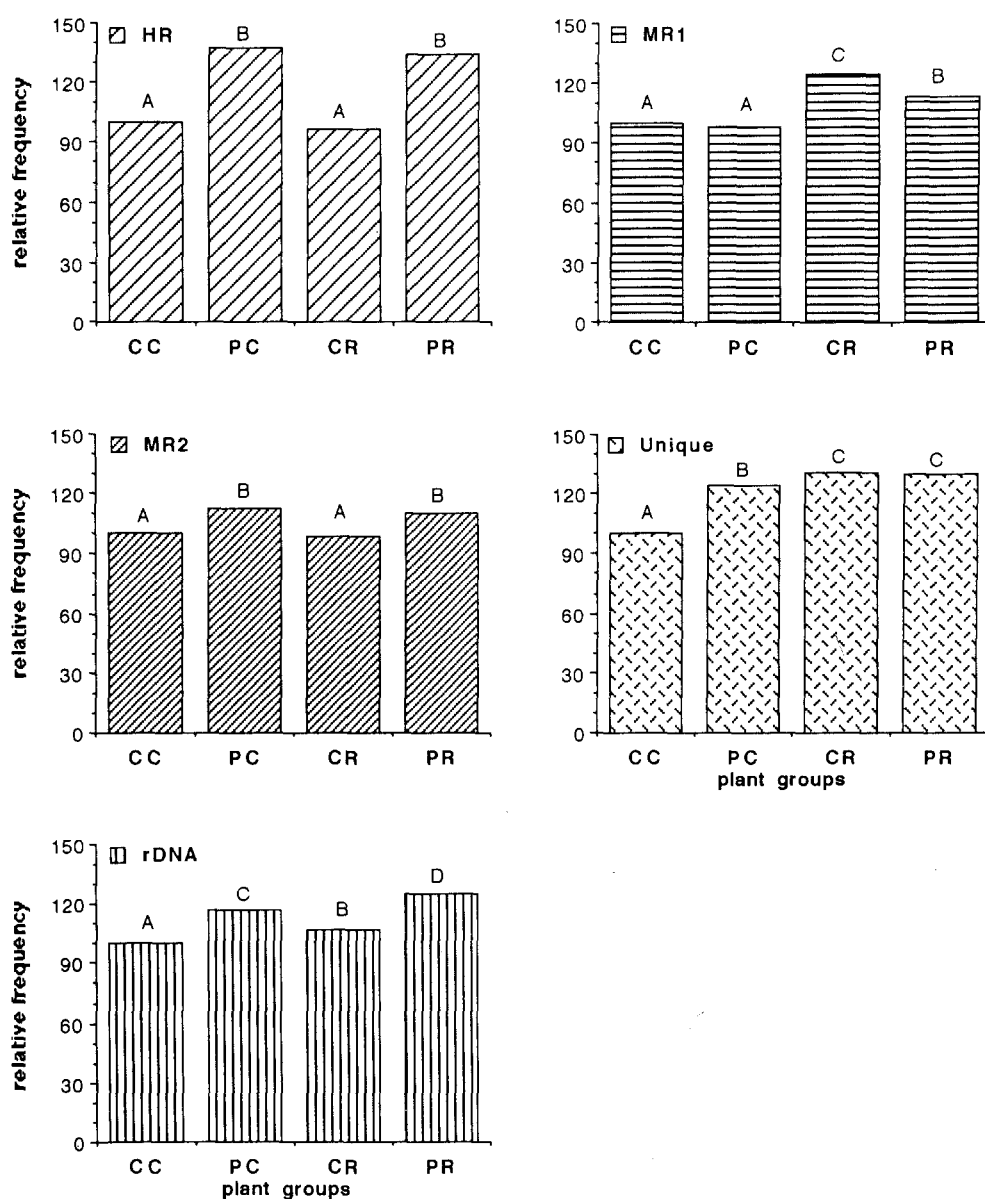 HR
relative frequency
150
120
90
60
30
0
A
B
A
B
CC
PC
CR
PR
MR1
150
120
90
60
30
0
A
A
C
B
CC
PC
CR
PR
MR2
relative frequency
150
120
90
60
30
0
A
B
A
B
CC
PC
CR
PR
Unique
150
120
90
60
30
0
A
B
C
C
CC
PC
CR
PR
plant groups
rDNA
relative frequency
150
120
90
60
30
0
A
C
B
D
CC
PC
CR
PR
plant groups